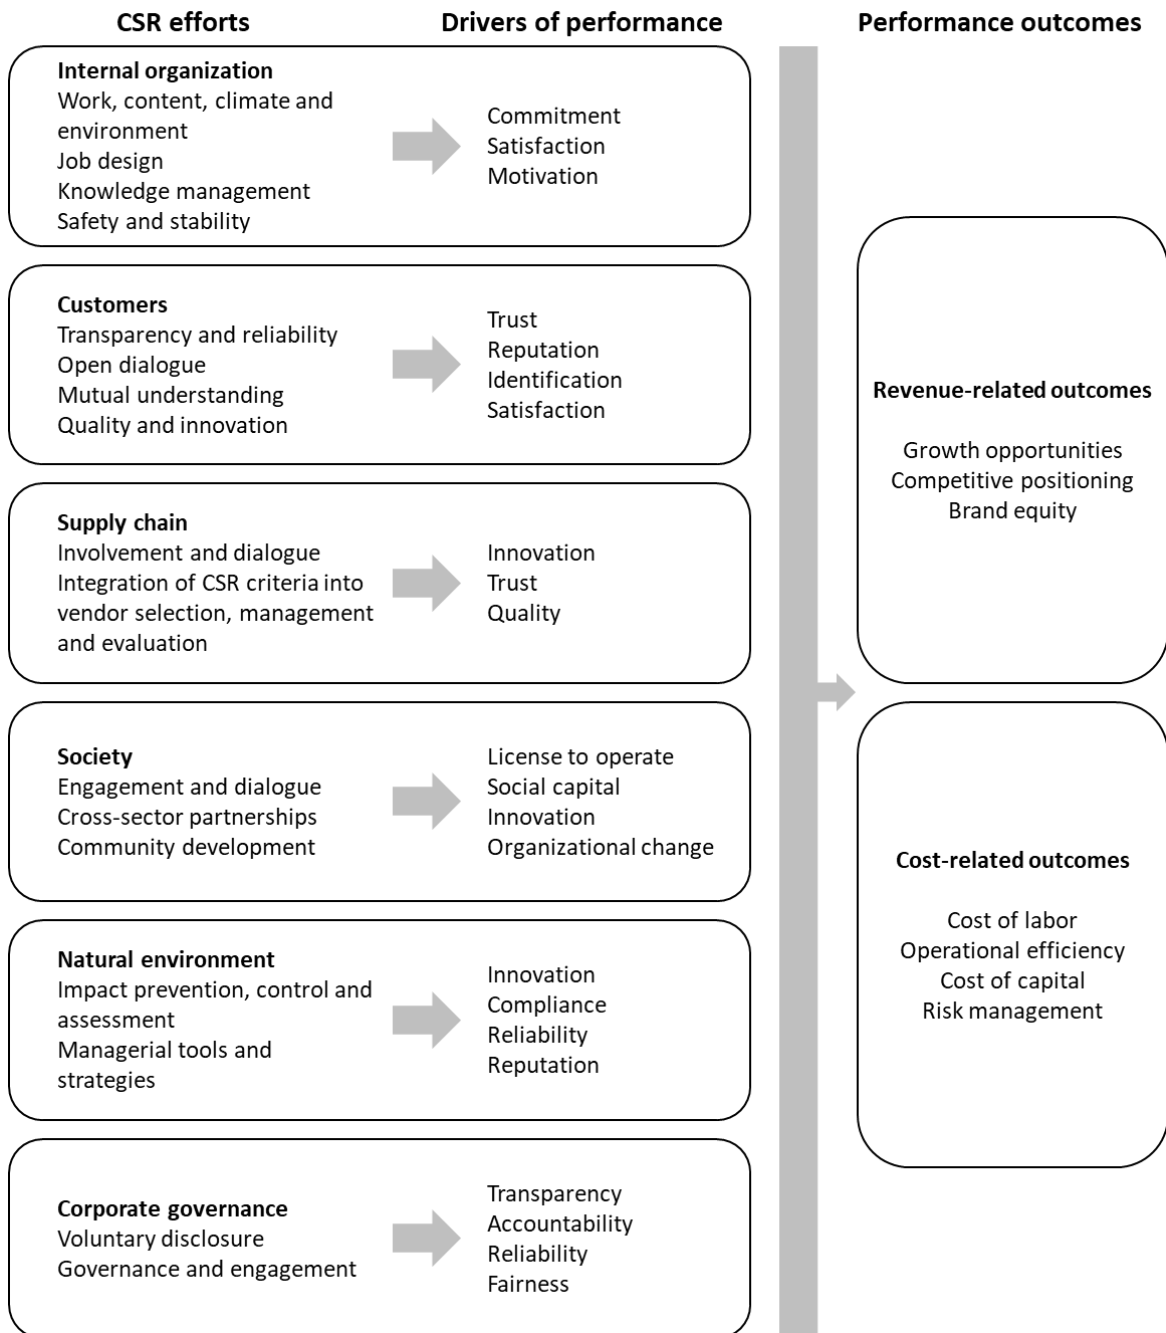 CSR efforts
Drivers of performance
Performance outcomes
Internal organization
Work, content, climate and
environment
Job design
Knowledge management
Safety and stability
Commitment
Satisfaction
Motivation
Customers
Transparency and reliability
Open dialogue
Mutual understanding
Quality and innovation
Trust
Reputation
Identification
Satisfaction
Supply chain
Involvement and dialogue
Integration of CSR criteria into
vendor selection, management
and evaluation
Innovation
Trust
Quality
Society
Engagement and dialogue
Cross-sector partnerships
Community development
License to operate
Social capital
Innovation
Organizational change
Natural environment
Impact prevention, control and
assessment
Managerial tools and
strategies
Innovation
Compliance
Reliability
Reputation
Corporate governance
Voluntary disclosure
Governance and engagement
Transparency
Accountability
Reliability
Fairness
Revenue-related outcomes
Growth opportunities
Competitive positioning
Brand equity
Cost-related outcomes
Cost of labor
Operational efficiency
Cost of capital
Risk management